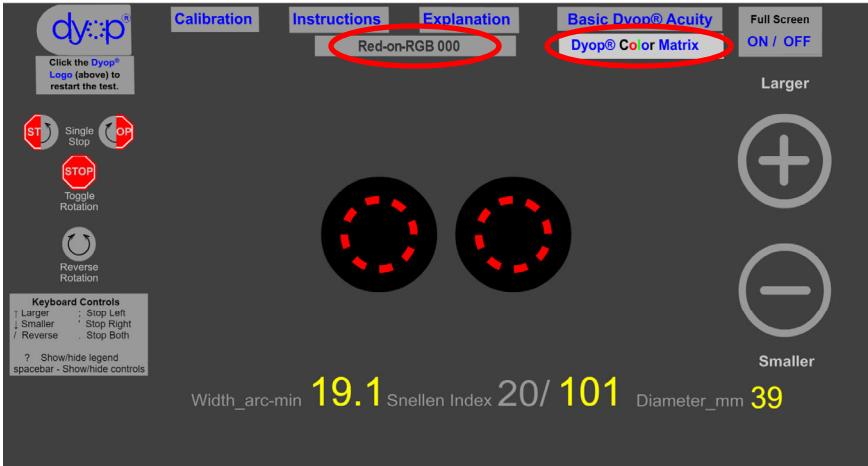 dyop®
Calibration
Instructions
Explanation
Basic Dyop® Acuity
Full Screen
ON / OFF
Red-on-RGB 000
Dyop® Color Matrix
Click the Dyop®
Logo (above) to
restart the test.
Larger
ST
Single
Stop
OP
STOP
Toggle
Rotation
Reverse
Rotation
Keyboard Controls
↑ Larger ; Stop Left
↓ Smaller ' Stop Right
/ Reverse . Stop Both
? Show/hide legend
spacebar - Show/hide controls
Smaller
Width_arc-min 19.1 Snellen Index 20/ 101 Diameter_mm 39